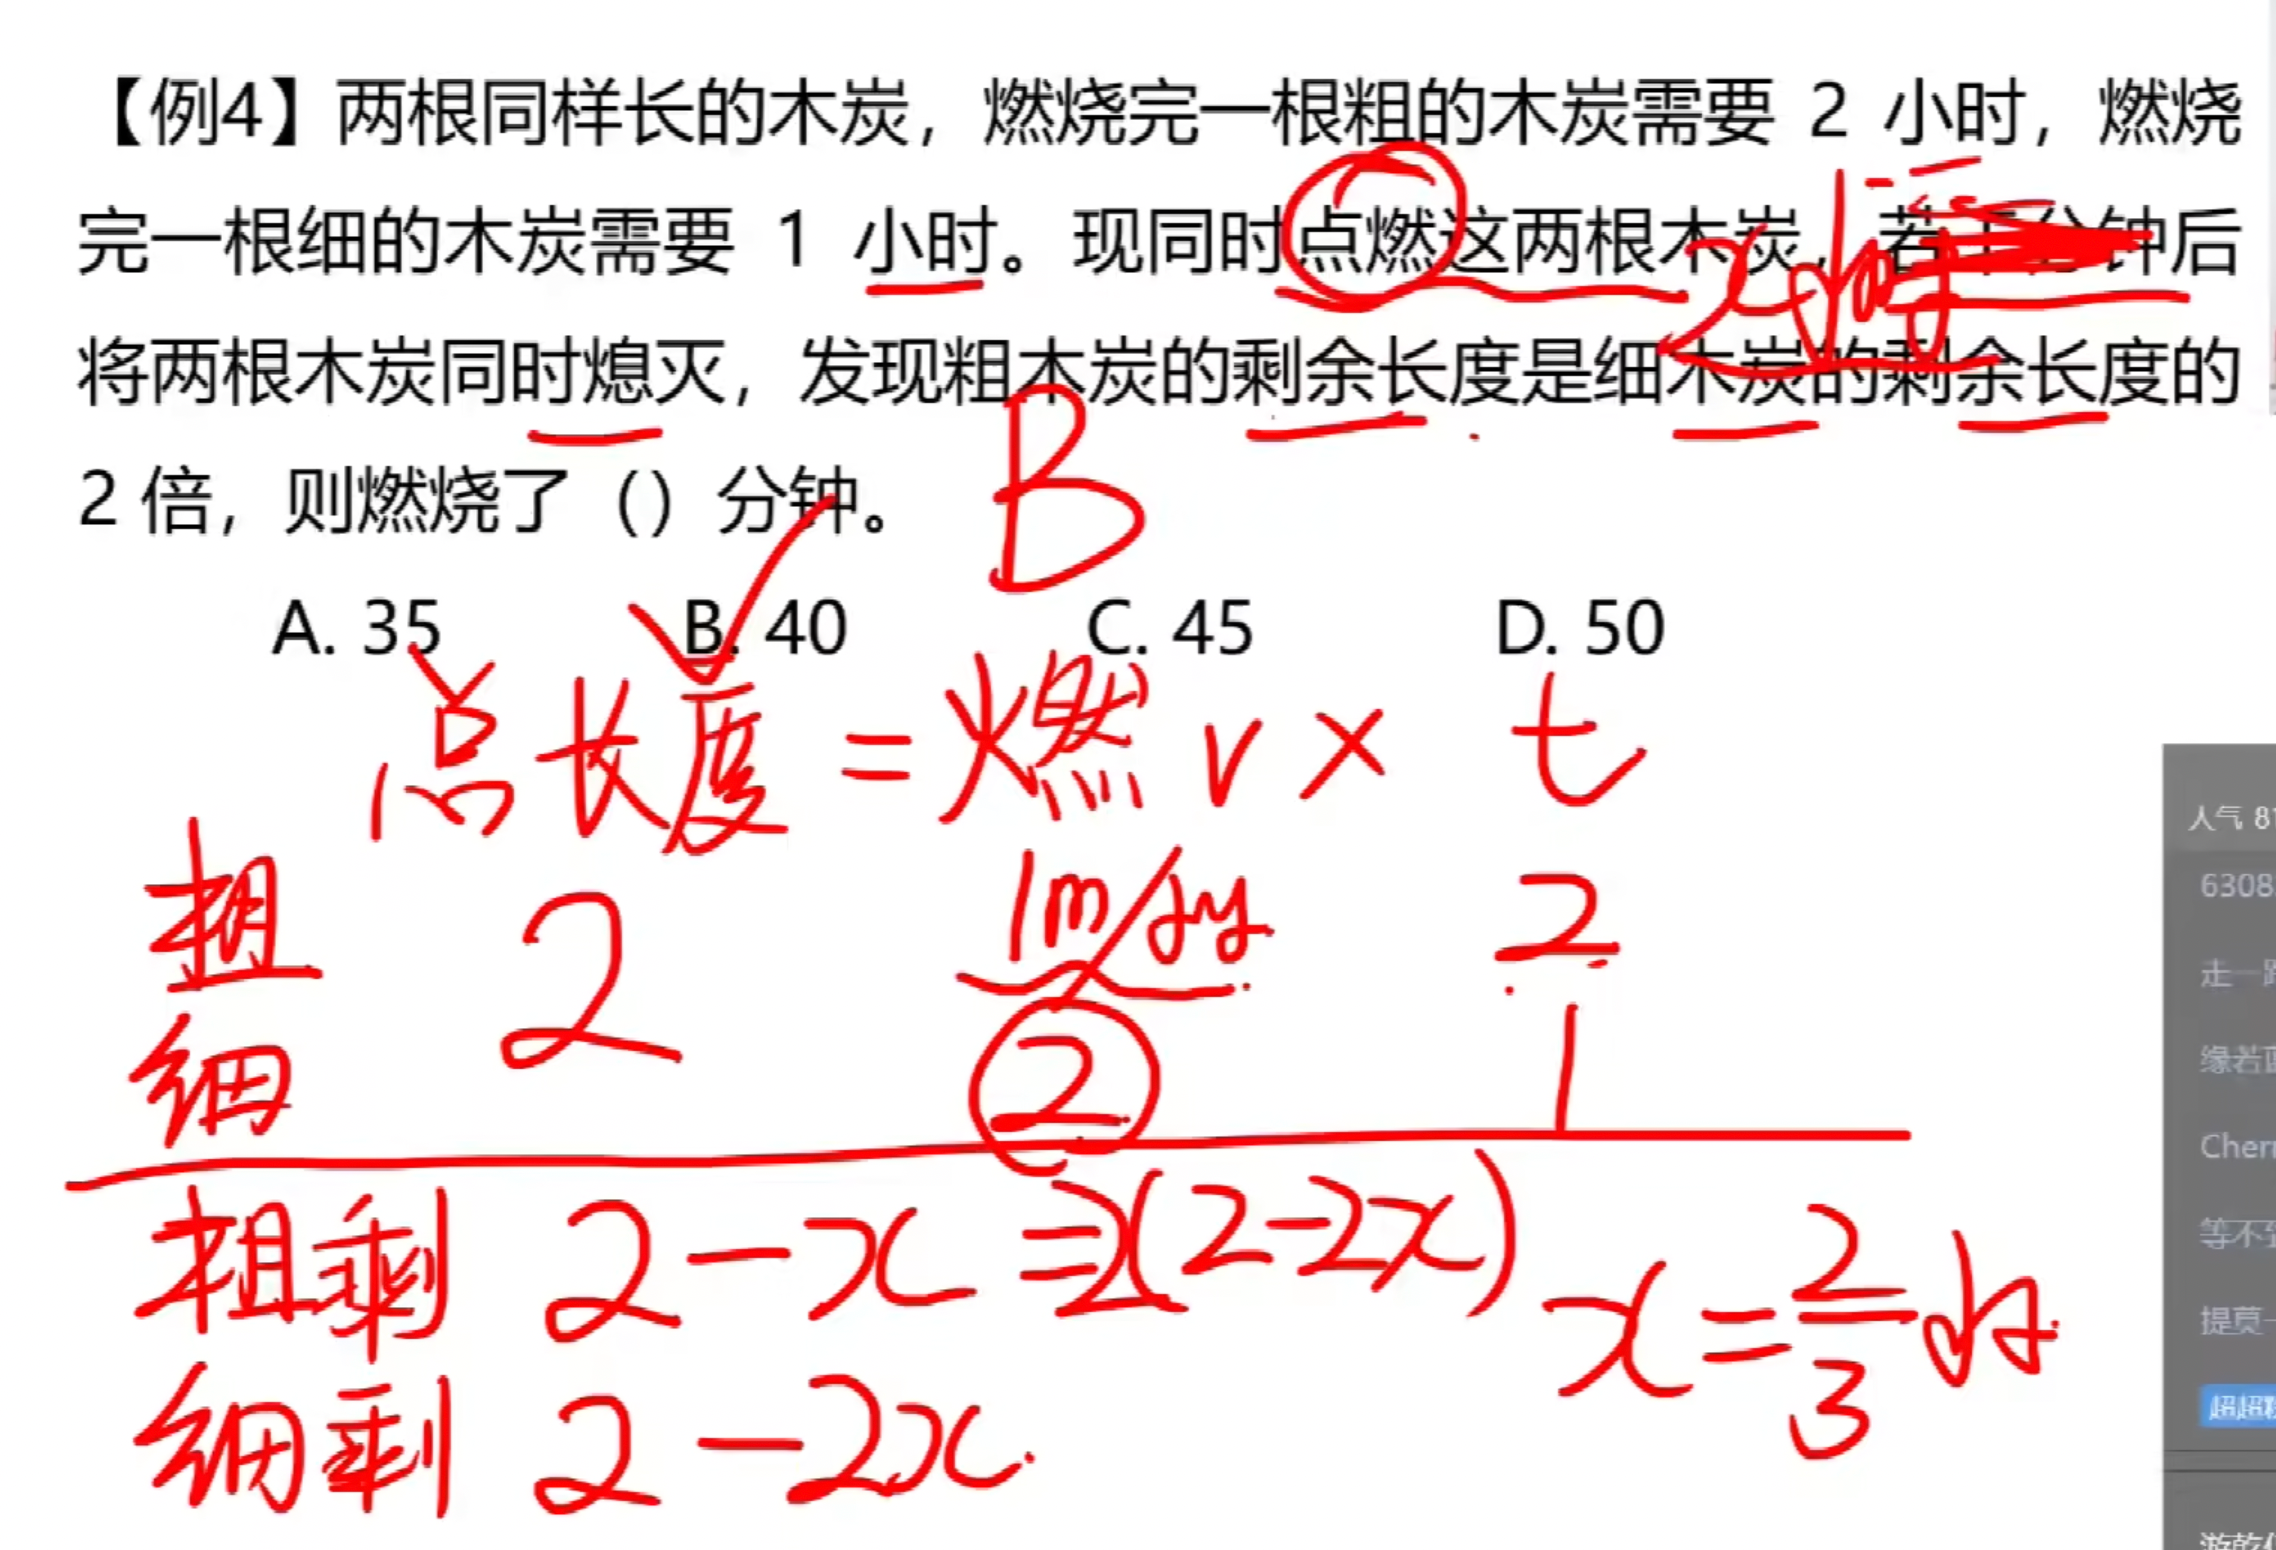 【例4】两根同样长的木炭，燃烧完一根粗的木炭需要 2 小时，燃烧
完一根细的木炭需要 1 小时。现同时点燃这两根木炭，若干分钟后
x小时
将两根木炭同时熄灭，发现粗木炭的剩余长度是细木炭的剩余长度的
2 倍，则燃烧了（）分钟。
B
A. 35 B. 40 C. 45 D. 50
总长度 = 燃 v × t
粗 2 1m/小时 2
细 2 1
粗剩 2-x = 2(2-2x) x = 2/3 小时
细剩 2-2x
人气 8
6308
走一
缘若
Cher
等不
提莫
超超